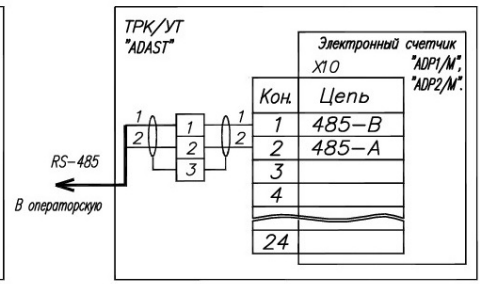 ТРК/УТ
"ADAST"
Электронный счетчик
"ADP1/M",
"ADP2/M".
X10
Кон. Цепь
1 1 1 1 485-B
2 2 2 2 485-A
3 3
4
24
RS-485
В операторскую